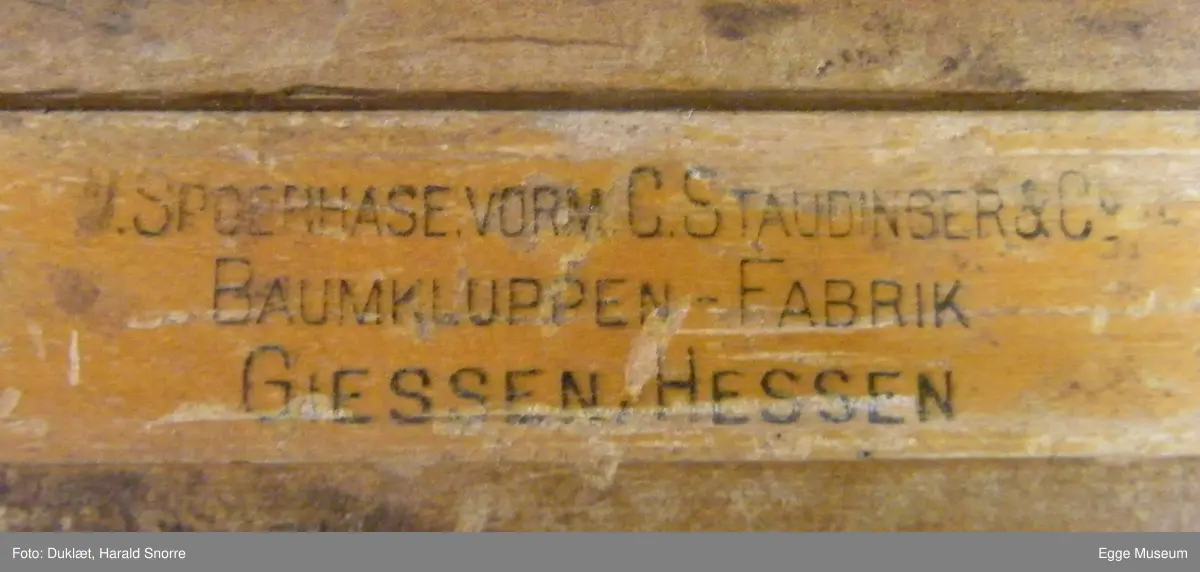 W. SPOERHASE. VORM. C. STAUDINGER & Co
BAUMKLUPPEN - FABRIK
GIESSEN, HESSEN
Foto: Duklæt, Harald Snorre
Egge Museum